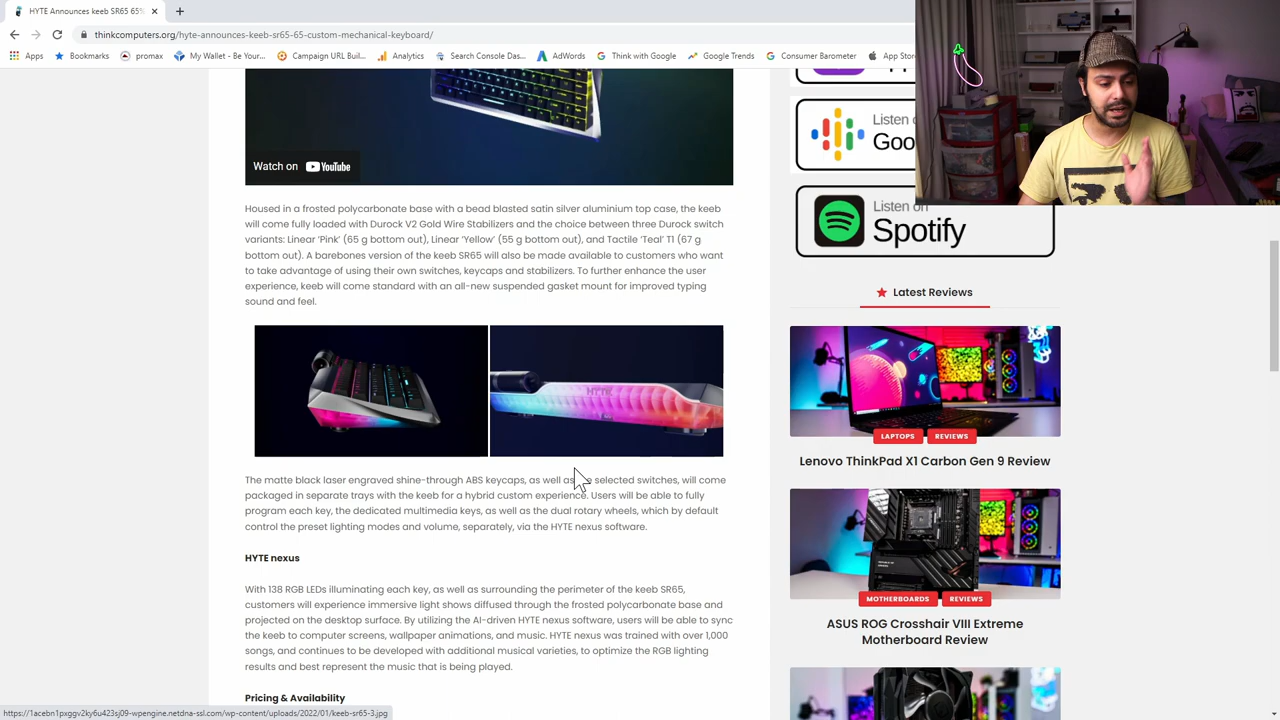 HYTE Announces keeb SR65 65%
thinkcomputers.org/hyte-announces-keeb-sr65-65-custom-mechanical-keyboard/
Apps Bookmarks promax My Wallet - Be Your... Campaign URL Buil... Analytics Search Console Das... AdWords Think with Google Google Trends Consumer Barometer App Store
Watch on YouTube
Housed in a frosted polycarbonate base with a bead blasted satin silver aluminium top case, the keeb
will come fully loaded with Durock V2 Gold Wire Stabilizers and the choice between three Durock switch
variants: Linear ‘Pink’ (65 g bottom out), Linear ‘Yellow’ (55 g bottom out), and Tactile ‘Teal’ T1 (67 g
bottom out). A barebones version of the keeb SR65 will also be made available to customers who want
to take advantage of using their own switches, keycaps and stabilizers. To further enhance the user
experience, keeb will come standard with an all-new suspended gasket mount for improved typing
sound and feel.
HYTE
The matte black laser engraved shine-through ABS keycaps, as well as selected switches, will come
packaged in separate trays with the keeb for a hybrid custom experience. Users will be able to fully
program each key, the dedicated multimedia keys, as well as the dual rotary wheels, which by default
control the preset lighting modes and volume, separately, via the HYTE nexus software.
HYTE nexus
With 138 RGB LEDs illuminating each key, as well as surrounding the perimeter of the keeb SR65,
customers will experience immersive light shows diffused through the frosted polycarbonate base and
projected on the desktop surface. By utilizing the AI-driven HYTE nexus software, users will be able to sync
the keeb to computer screens, wallpaper animations, and music. HYTE nexus was trained with over 1,000
songs, and continues to be developed with additional musical varieties, to optimize the RGB lighting
results and best represent the music that is being played.
Pricing & Availability
https://1acebn1pxggv2ky6u423sj09-wpengine.netdna-ssl.com/wp-content/uploads/2022/01/keeb-sr65-3.jpg
Listen
Goo
Listen on
Spotify
Latest Reviews
LAPTOPS REVIEWS
Lenovo ThinkPad X1 Carbon Gen 9 Review
MOTHERBOARDS REVIEWS
ASUS ROG Crosshair VIII Extreme
Motherboard Review